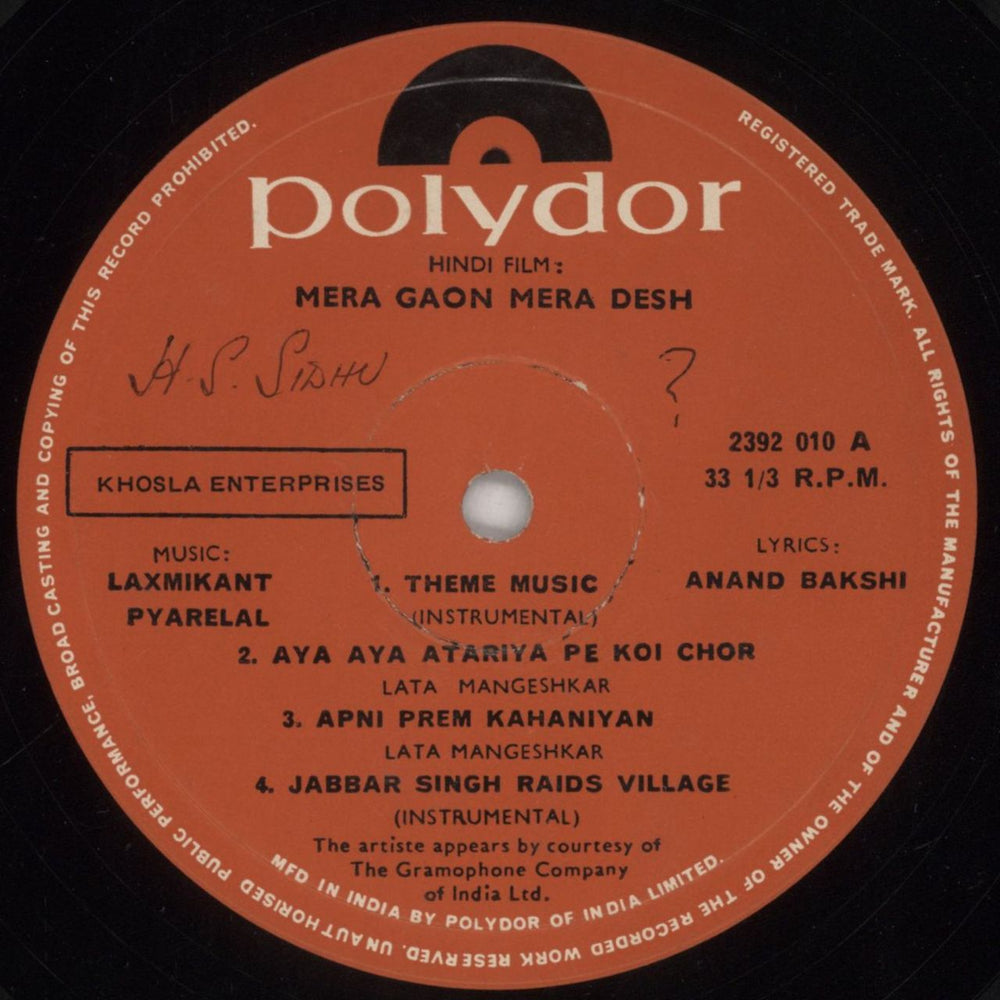 polydor
HINDI FILM:
MERA GAON MERA DESH
H. S. SIDHU
?
2392 010 A
33 1/3 R.P.M.
KHOSLA ENTERPRISES
MUSIC:
LAXMIKANT
PYARELAL
LYRICS:
ANAND BAKSHI
1. THEME MUSIC
(INSTRUMENTAL)
2. AYA AYA ATARIYA PE KOI CHOR
LATA MANGESHKAR
3. APNI PREM KAHANIYAN
LATA MANGESHKAR
4. JABBAR SINGH RAIDS VILLAGE
(INSTRUMENTAL)
The artiste appears by courtesy of
The Gramophone Company
of India Ltd.
MFD IN INDIA BY POLYDOR OF INDIA LIMITED.
REGISTERED TRADE MARK. ALL RIGHTS OF THE MANUFACTURER AND OF THE OWNER OF THE RECORDED WORK RESERVED. UNAUTHORISED PUBLIC PERFORMANCE, BROAD CASTING AND COPYING OF THIS RECORD PROHIBITED.